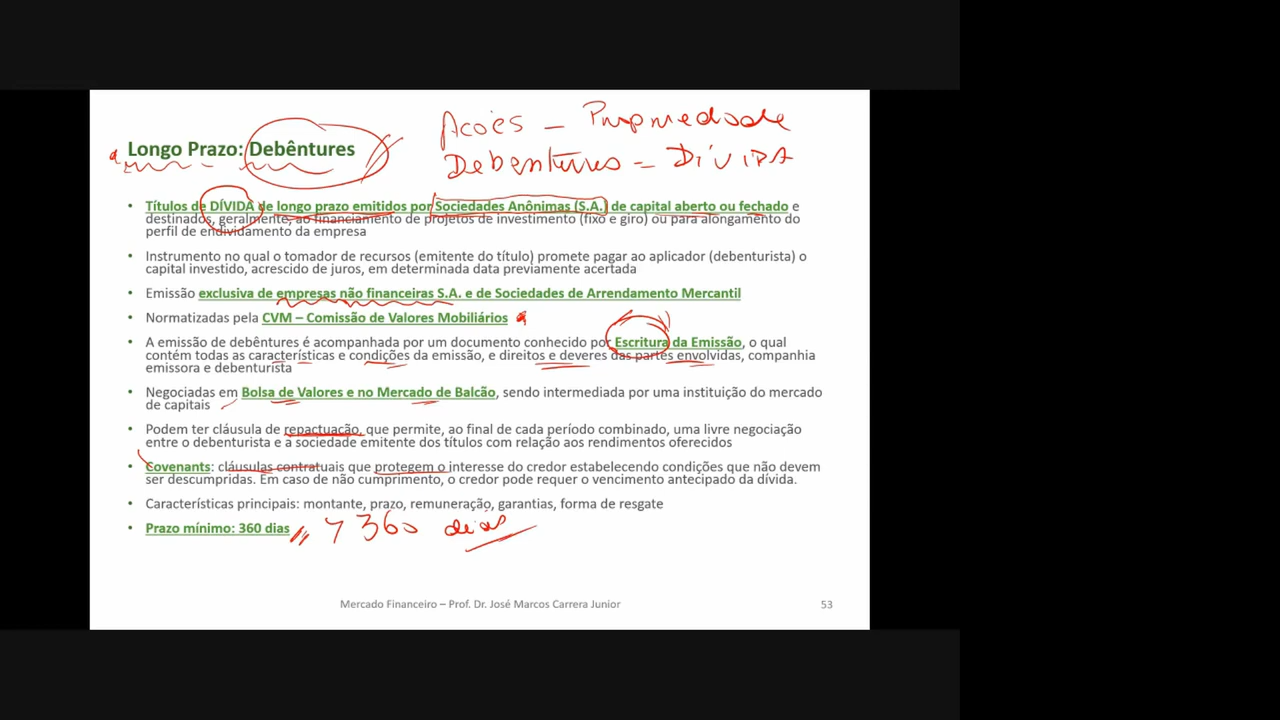 Acoes - Propriedade
Longo Prazo: Debêntures
Debentures = DIVIDA
• Títulos de DÍVIDA de longo prazo emitidos por Sociedades Anônimas (S.A.) de capital aberto ou fechado e
destinados, geralmente, ao financiamento de projetos de investimento (fixo e giro) ou para alongamento do
perfil de endividamento da empresa
• Instrumento no qual o tomador de recursos (emitente do título) promete pagar ao aplicador (debenturista) o
capital investido, acrescido de juros, em determinada data previamente acertada
• Emissão exclusiva de empresas não financeiras S.A. e de Sociedades de Arrendamento Mercantil
• Normatizadas pela CVM – Comissão de Valores Mobiliários
• A emissão de debêntures é acompanhada por um documento conhecido por Escritura da Emissão, o qual
contém todas as características e condições da emissão, e direitos e deveres das partes envolvidas, companhia
emissora e debenturista
• Negociadas em Bolsa de Valores e no Mercado de Balcão, sendo intermediada por uma instituição do mercado
de capitais
• Podem ter cláusula de repactuação, que permite, ao final de cada período combinado, uma livre negociação
entre o debenturista e a sociedade emitente dos títulos com relação aos rendimentos oferecidos
• Covenants: cláusulas contratuais que protegem o interesse do credor estabelecendo condições que não devem
ser descumpridas. Em caso de não cumprimento, o credor pode requer o vencimento antecipado da dívida.
• Características principais: montante, prazo, remuneração, garantias, forma de resgate
• Prazo mínimo: 360 dias > 360 dias
Mercado Financeiro – Prof. Dr. José Marcos Carrera Junior 53